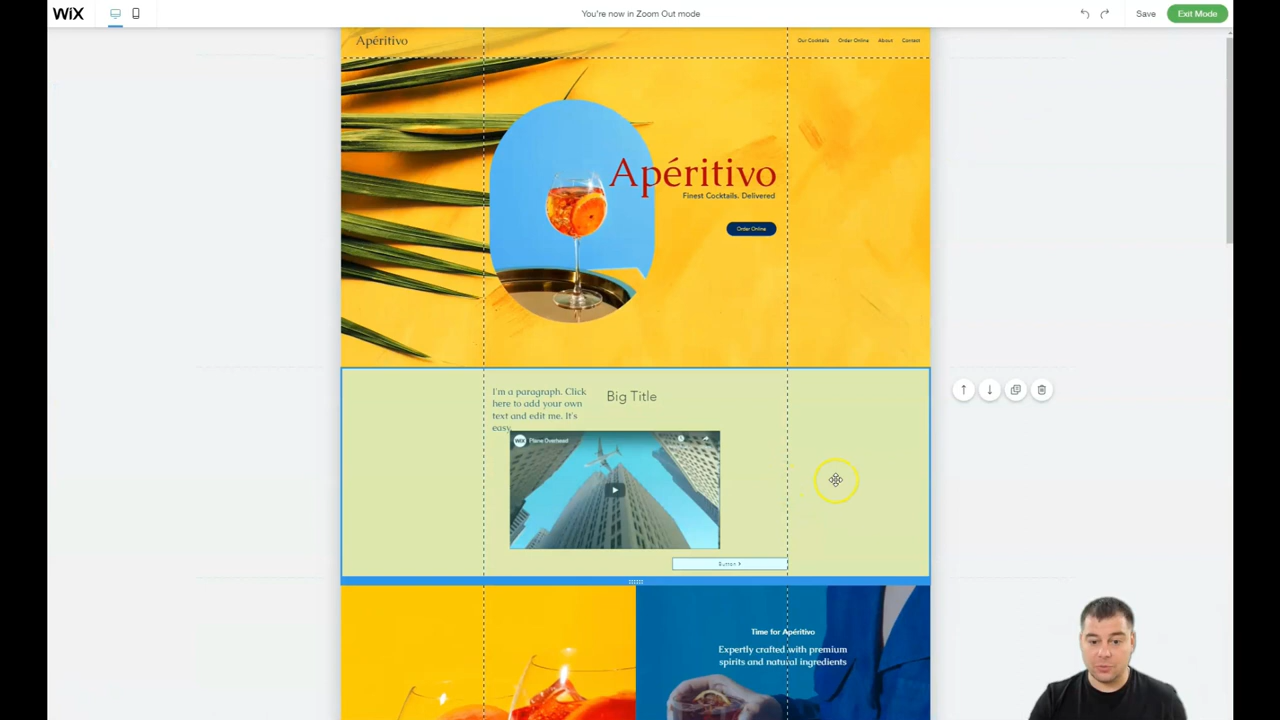 WiX
You're now in Zoom Out mode
Save
Exit Mode
Apéritivo
Our Cocktails
Order Online
About
Contact
Apéritivo
Finest Cocktails. Delivered
Order Online
I'm a paragraph. Click
here to add your own
text and edit me. It's
easy.
Big Title
WiX
Plane Overhead
Button >
Time for Apéritivo
Expertly crafted with premium
spirits and natural ingredients